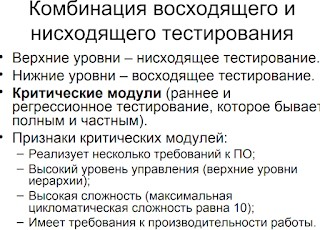 Комбинация восходящего и
нисходящего тестирования
• Верхние уровни – нисходящее тестирование.
• Нижние уровни – восходящее тестирование.
• Критические модули (раннее и
регрессионное тестирование, которое бывает
полным и частным).
• Признаки критических модулей:
– Реализует несколько требований к ПО;
– Высокий уровень управления (верхние уровни
иерархии);
– Высокая сложность (максимальная
цикломатическая сложность равна 10);
– Имеет требования к производительности работы.